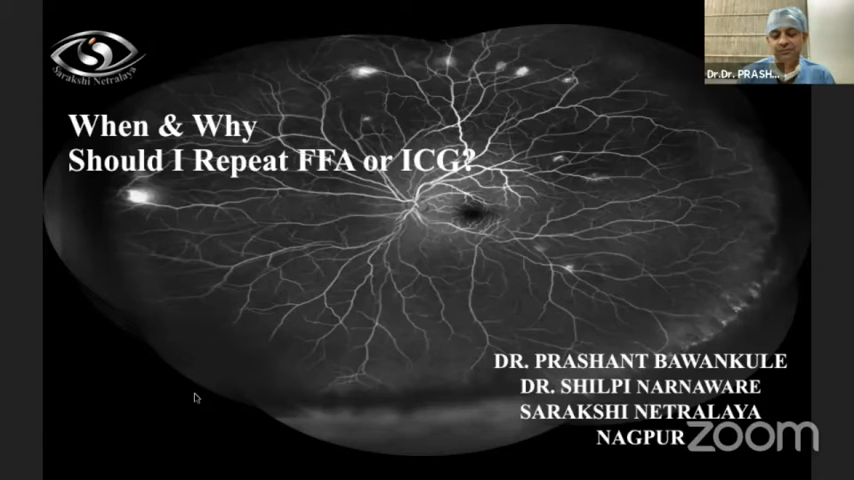 Sarakshi Netralaya
Dr.Dr. PRASH...
When & Why
Should I Repeat FFA or ICG?
DR. PRASHANT BAWANKULE
DR. SHILPI NARNAWARE
SARAKSHI NETRALAYA
NAGPUR
zoom